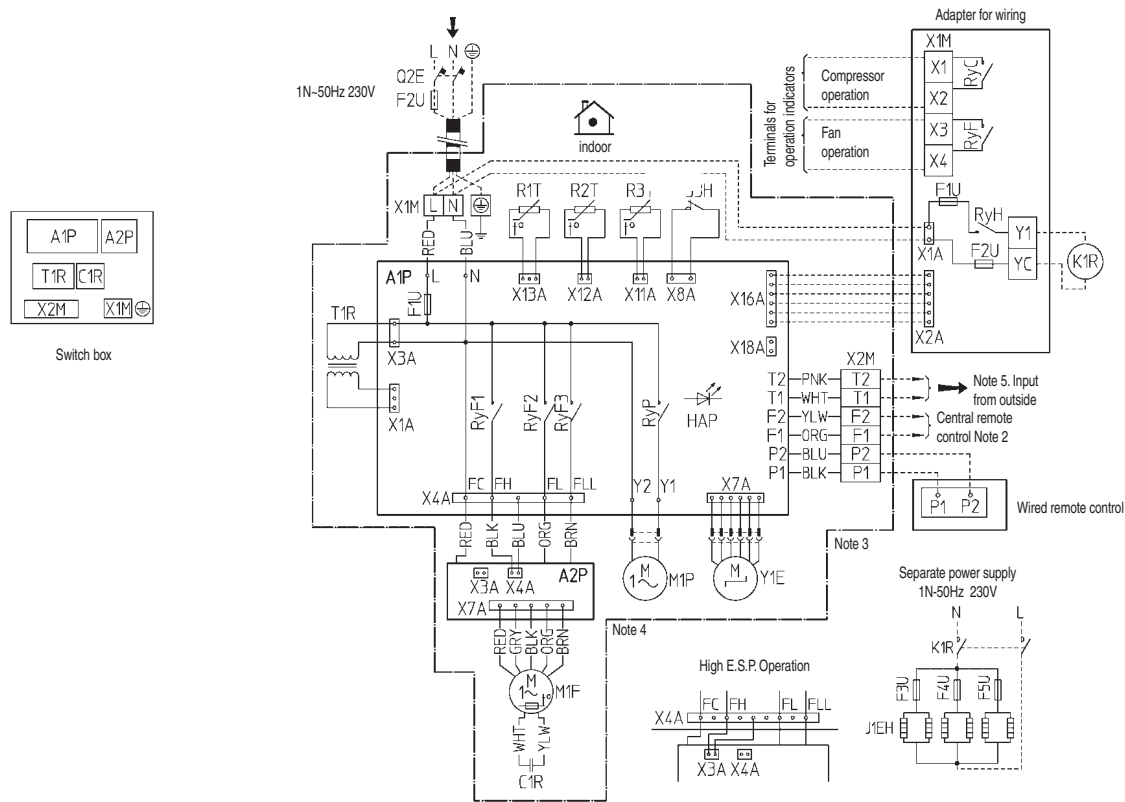 Adapter for wiring
L N
Q2E
F2U
1N~50Hz 230V
indoor
X1M
L N
RED
BLU
R1T
R2T
X13A
X12A
X11A
X8A
Terminals for
operation indicators
Compressor
operation
Fan
operation
X1M
X1
X2
X3
X4
RyC
RyF
F1U
RyH
F2U
X1A
Y1
YC
K1R
X2A
A1P
A2P
T1R
C1R
X2M
X1M
Switch box
A1P
L
N
F1U
T1R
X3A
X1A
RyF1
RyF2
RyF3
RyP
HAP
X16A
X18A
X2M
T2 PNK T2
T1 WHT T1
F2 YLW F2
F1 ORG F1
P2 BLU P2
P1 BLK P1
Note 5. Input
from outside
Central remote
control Note 2
P1 P2
Wired remote control
X4A
FC FH FL FLL
Y2 Y1
X7A
RED
BLK
BLU
ORG
BRN
A2P
X3A X4A
X7A
M
1~
M1P
M
Y1E
Note 3
Note 4
RED
GRY
BLK
ORG
BRN
M
1~
M1F
WHT
YLW
C1R
High E.S.P. Operation
FC FH FL FLL
X4A
X3A X4A
Separate power supply
1N-50Hz 230V
N L
K1R
F3U
F4U
F5U
J1EH